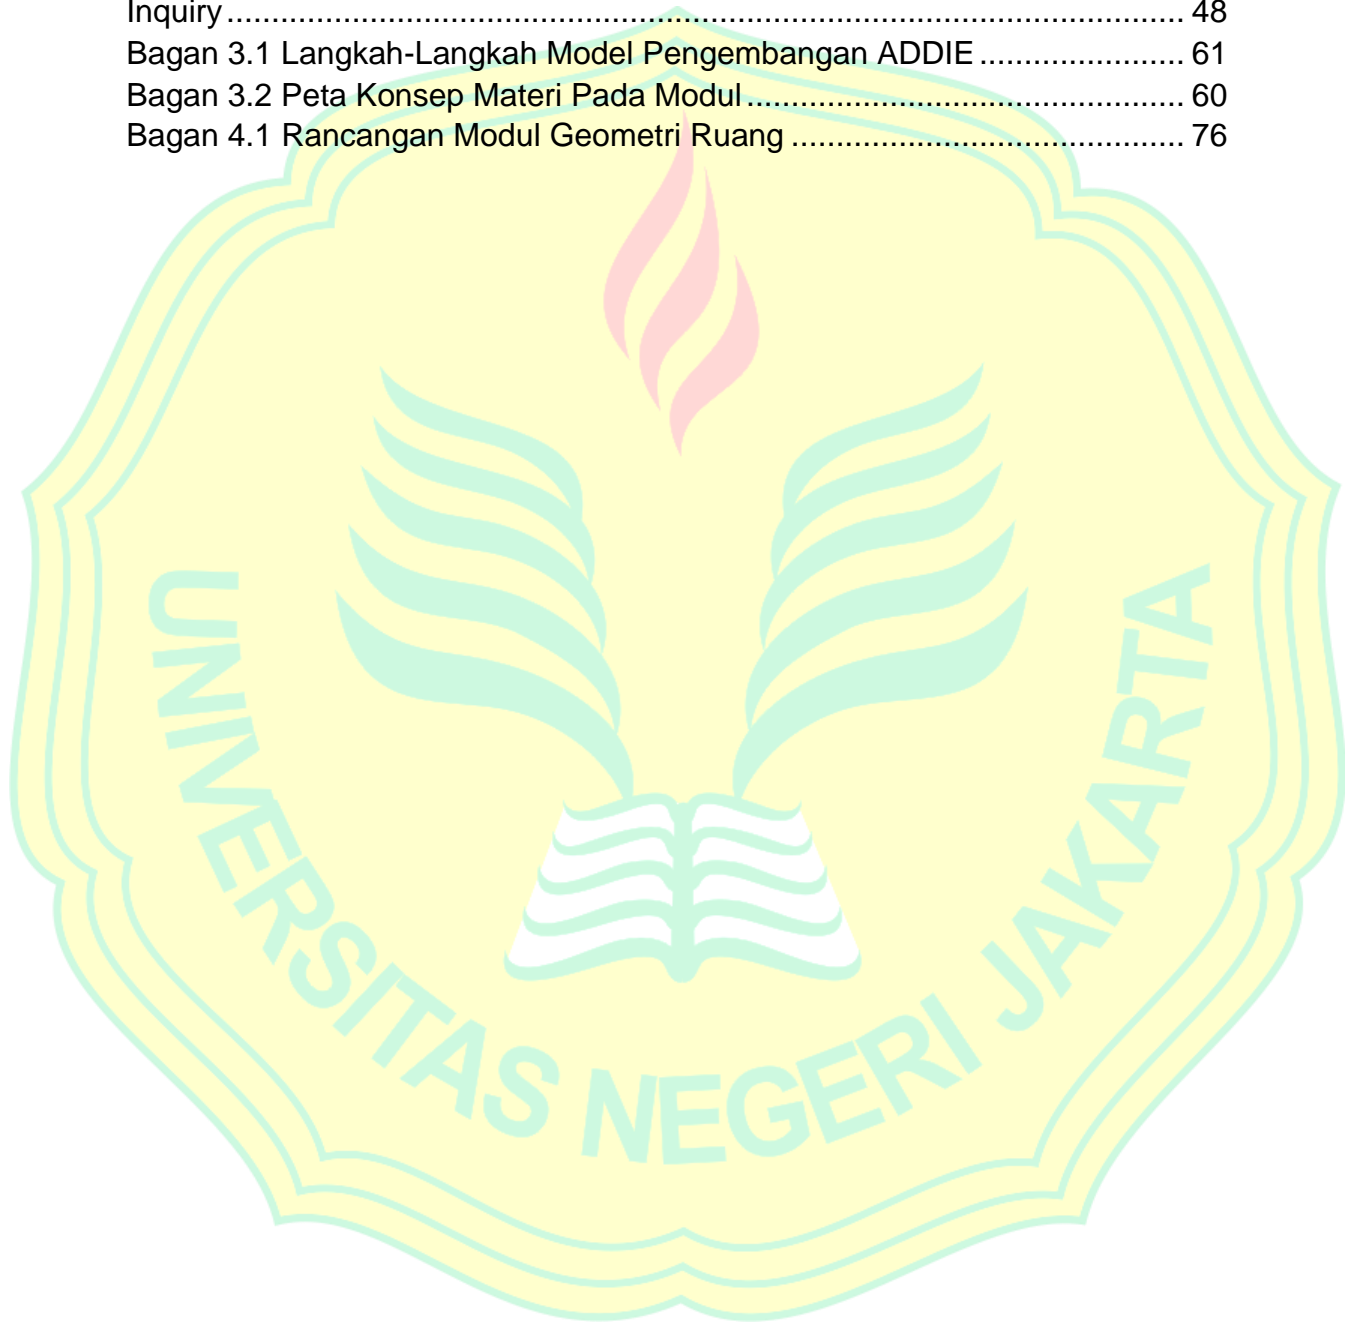 Inquiry ........................................................................................................... 48
Bagan 3.1 Langkah-Langkah Model Pengembangan ADDIE ....................... 61
Bagan 3.2 Peta Konsep Materi Pada Modul ................................................. 60
Bagan 4.1 Rancangan Modul Geometri Ruang ............................................ 76
UNIVERSITAS NEGERI JAKARTA